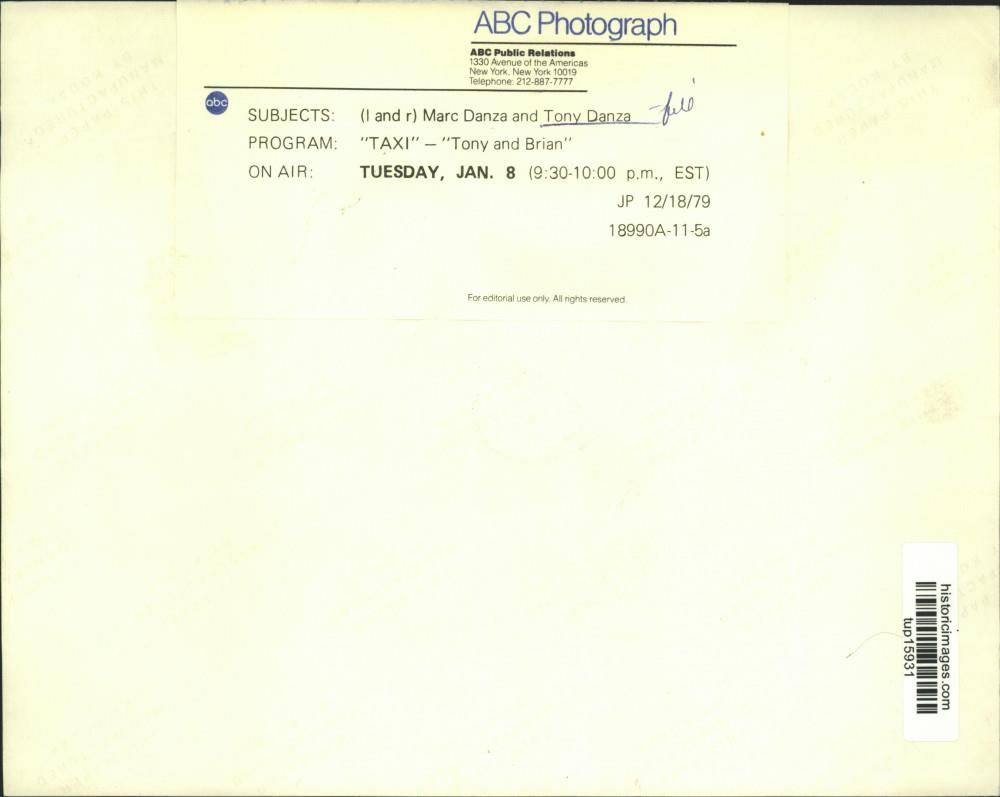 ABC Photograph
ABC Public Relations
1330 Avenue of the Americas
New York, New York 10019
Telephone: 212-887-7777
abc
SUBJECTS: (l and r) Marc Danza and Tony Danza
PROGRAM: "TAXI" — "Tony and Brian"
ON AIR: TUESDAY, JAN. 8 (9:30-10:00 p.m., EST)
JP 12/18/79
18990A-11-5a
For editorial use only. All rights reserved.
historicimages.com
tup15931